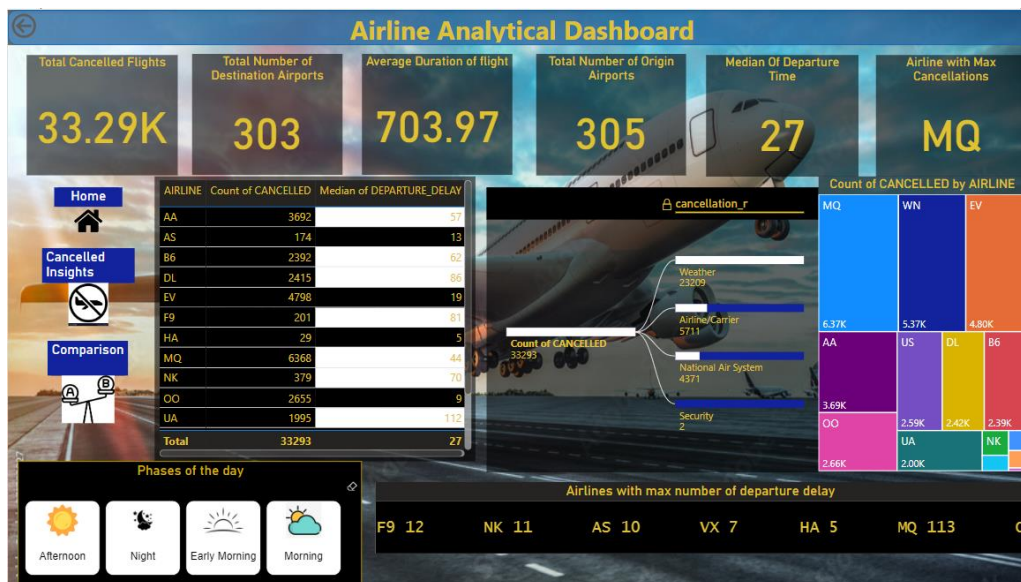 Airline Analytical Dashboard
Total Cancelled Flights
33.29K
Total Number of
Destination Airports
303
Average Duration of flight
703.97
Total Number of Origin
Airports
305
Median Of Departure
Time
27
Airline with Max
Cancellations
MQ
Home
Cancelled
Insights
Comparison
A
B
AIRLINE Count of CANCELLED Median of DEPARTURE_DELAY
AA 3692 57
AS 174 13
B6 2392 62
DL 2415 86
EV 4798 19
F9 201 81
HA 29 5
MQ 6368 44
NK 379 70
OO 2655 9
UA 1995 112
Total 33293 27
cancellation_r
Count of CANCELLED
33293
Weather
23209
Airline/Carrier
5711
National Air System
4371
Security
2
Count of CANCELLED by AIRLINE
MQ
6.37K
WN
5.37K
EV
4.80K
AA
3.69K
OO
2.66K
US
2.59K
DL
2.42K
B6
2.39K
UA
2.00K
NK
Phases of the day
Afternoon
Night
Early Morning
Morning
Airlines with max number of departure delay
F9 12 NK 11 AS 10 VX 7 HA 5 MQ 113